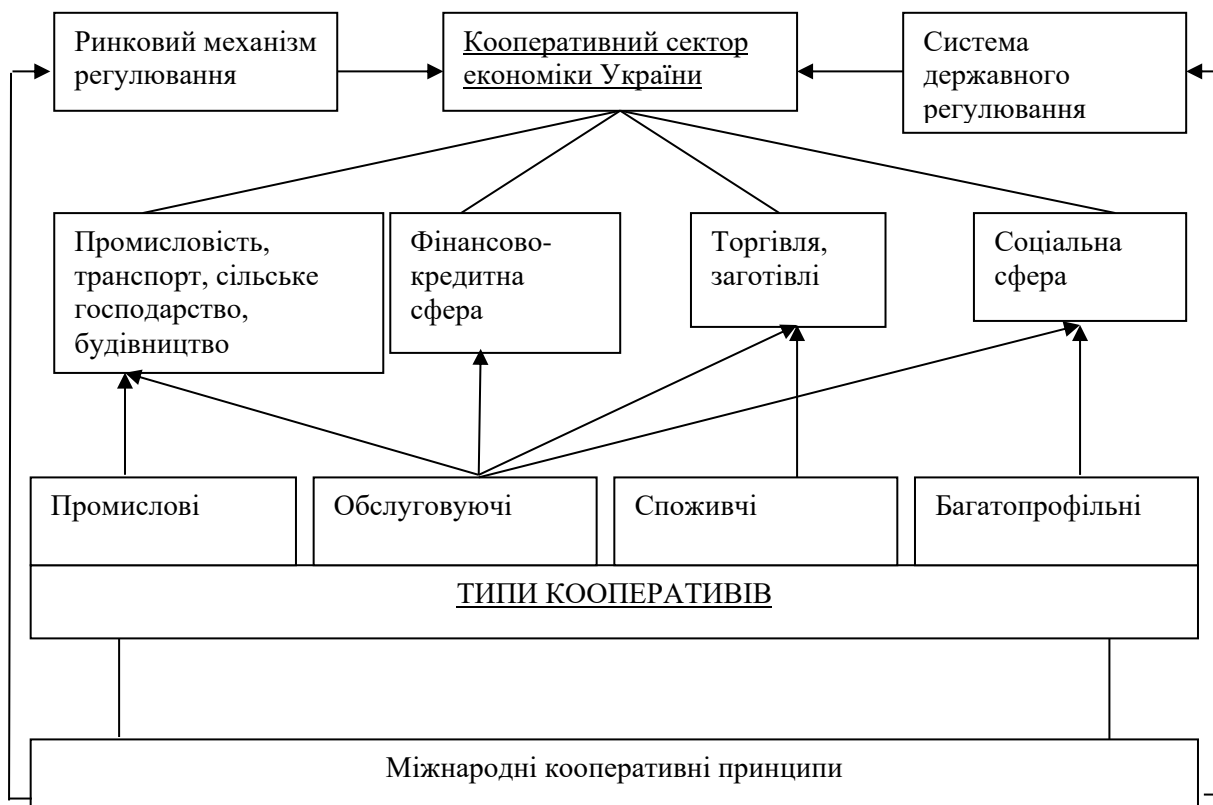 Ринковий механізм
регулювання
Кооперативний сектор
економіки України
Система
державного
регулювання
Промисловість,
транспорт, сільське
господарство,
будівництво
Фінансово-
кредитна
сфера
Торгівля,
заготівлі
Соціальна
сфера
Промислові
Обслуговуючі
Споживчі
Багатопрофільні
ТИПИ КООПЕРАТИВІВ
Міжнародні кооперативні принципи